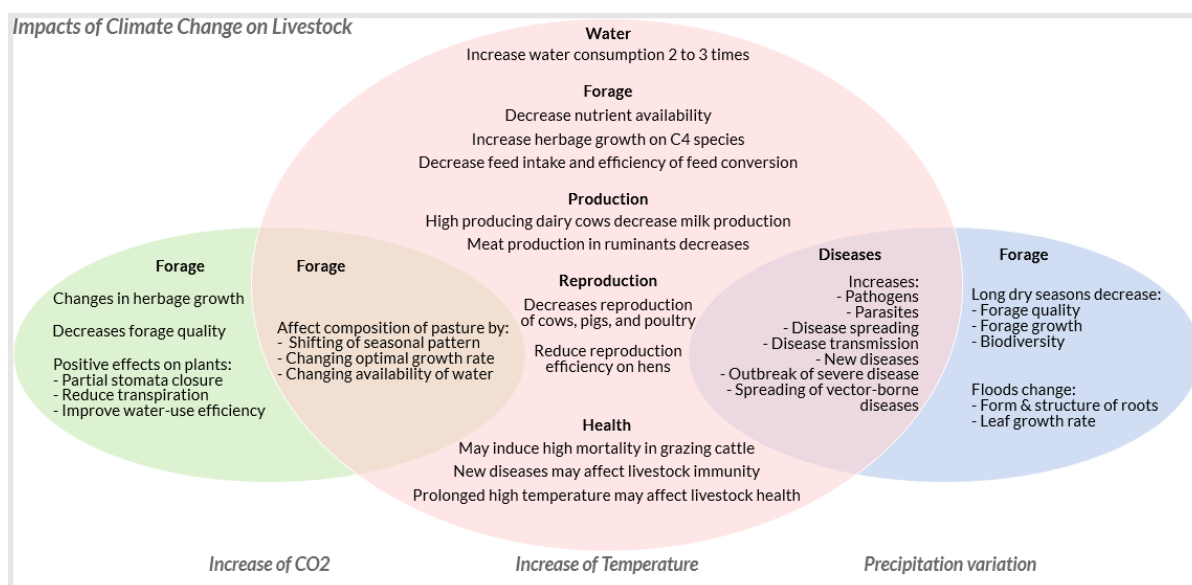 Impacts of Climate Change on Livestock
Water
Increase water consumption 2 to 3 times
Forage
Decrease nutrient availability
Increase herbage growth on C4 species
Decrease feed intake and efficiency of feed conversion
Production
High producing dairy cows decrease milk production
Meat production in ruminants decreases
Reproduction
Decreases reproduction
of cows, pigs, and poultry
Reduce reproduction
efficiency on hens
Health
May induce high mortality in grazing cattle
New diseases may affect livestock immunity
Prolonged high temperature may affect livestock health
Forage
Changes in herbage growth
Decreases forage quality
Positive effects on plants:
- Partial stomata closure
- Reduce transpiration
- Improve water-use efficiency
Forage
Affect composition of pasture by:
- Shifting of seasonal pattern
- Changing optimal growth rate
- Changing availability of water
Diseases
Increases:
- Pathogens
- Parasites
- Disease spreading
- Disease transmission
- New diseases
- Outbreak of severe disease
- Spreading of vector-borne
diseases
Forage
Long dry seasons decrease:
- Forage quality
- Forage growth
- Biodiversity
Floods change:
- Form & structure of roots
- Leaf growth rate
Increase of CO2
Increase of Temperature
Precipitation variation